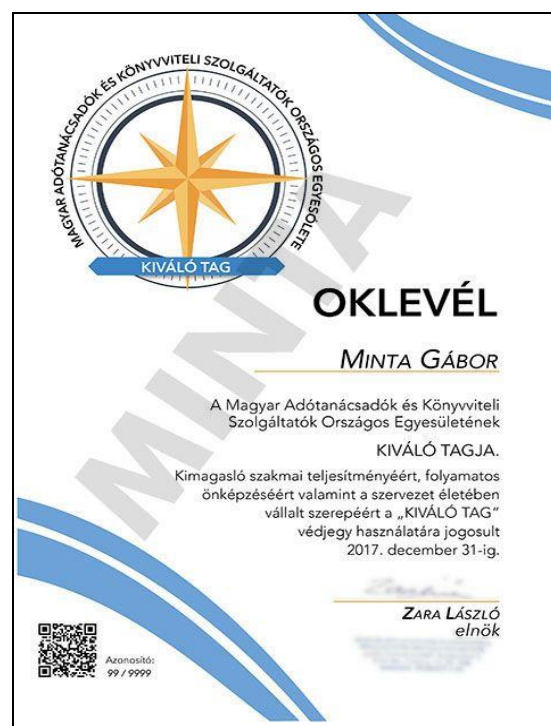 MAGYAR ADÓTANÁCSADÓK ÉS KÖNYVVITELI SZOLGÁLTATÓK ORSZÁGOS EGYESÜLETE
KIVÁLÓ TAG
MINTA
OKLEVÉL
MINTA GÁBOR
A Magyar Adótanácsadók és Könyvviteli
Szolgáltatók Országos Egyesületének
KIVÁLÓ TAGJA.
Kimagasló szakmai teljesítményéért, folyamatos
önképzéséért valamint a szervezet életében
vállalt szerepéért a „KIVÁLÓ TAG”
védjegy használatára jogosult
2017. december 31-ig.
ZARA LÁSZLÓ
elnök
Azonosító:
99 / 9999